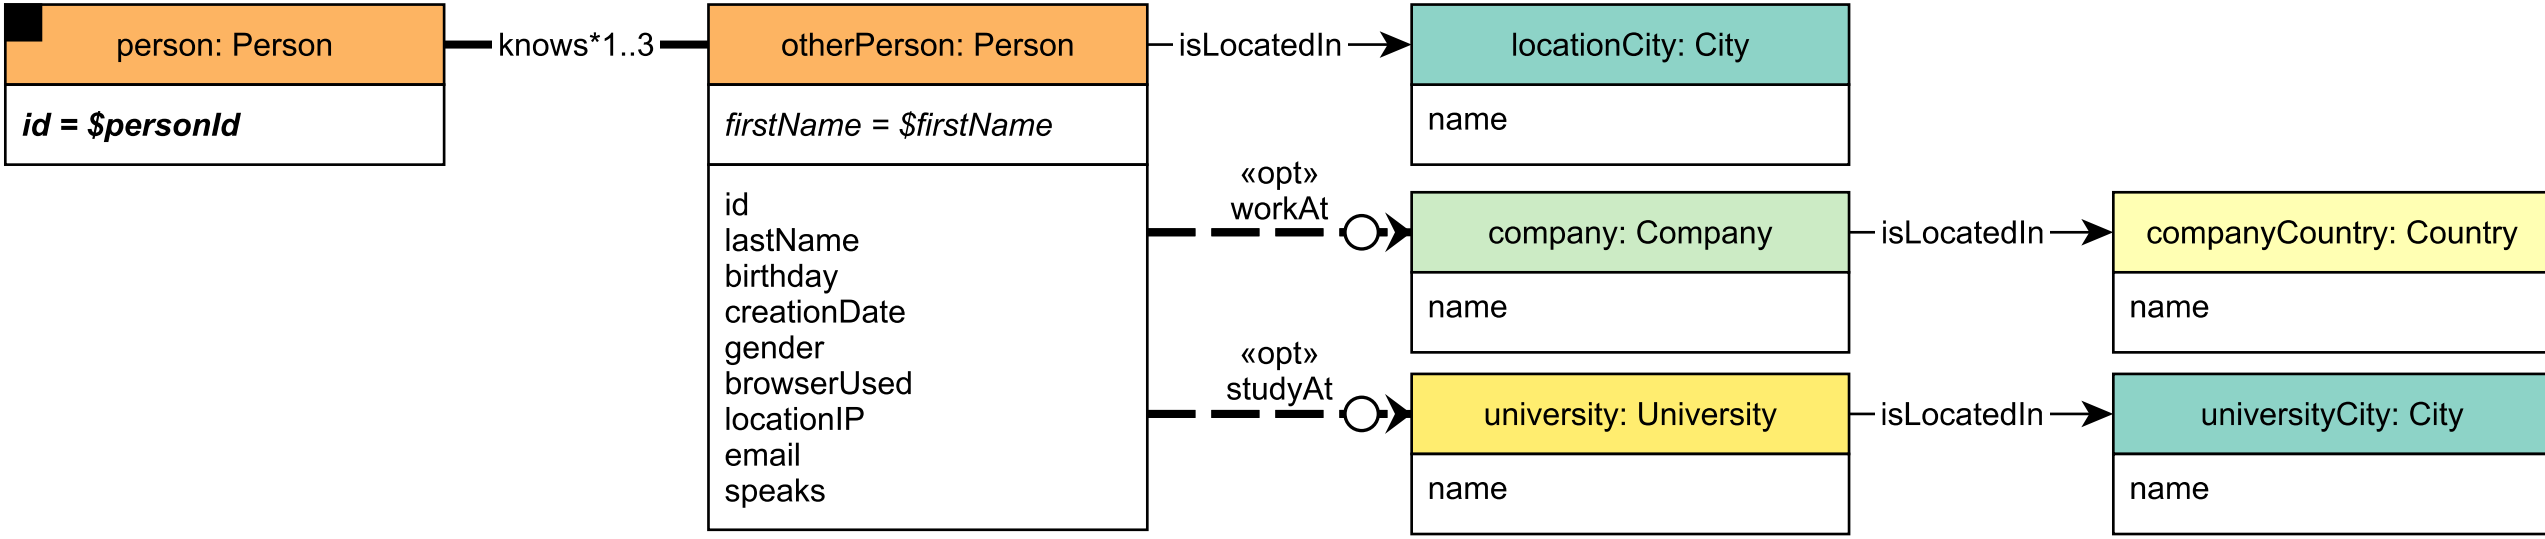 person: Person
id = $personId
knows*1..3
otherPerson: Person
firstName = $firstName
id
lastName
birthday
creationDate
gender
browserUsed
locationIP
email
speaks
isLocatedIn
locationCity: City
name
«opt»
workAt
company: Company
name
isLocatedIn
companyCountry: Country
name
«opt»
studyAt
university: University
name
isLocatedIn
universityCity: City
name